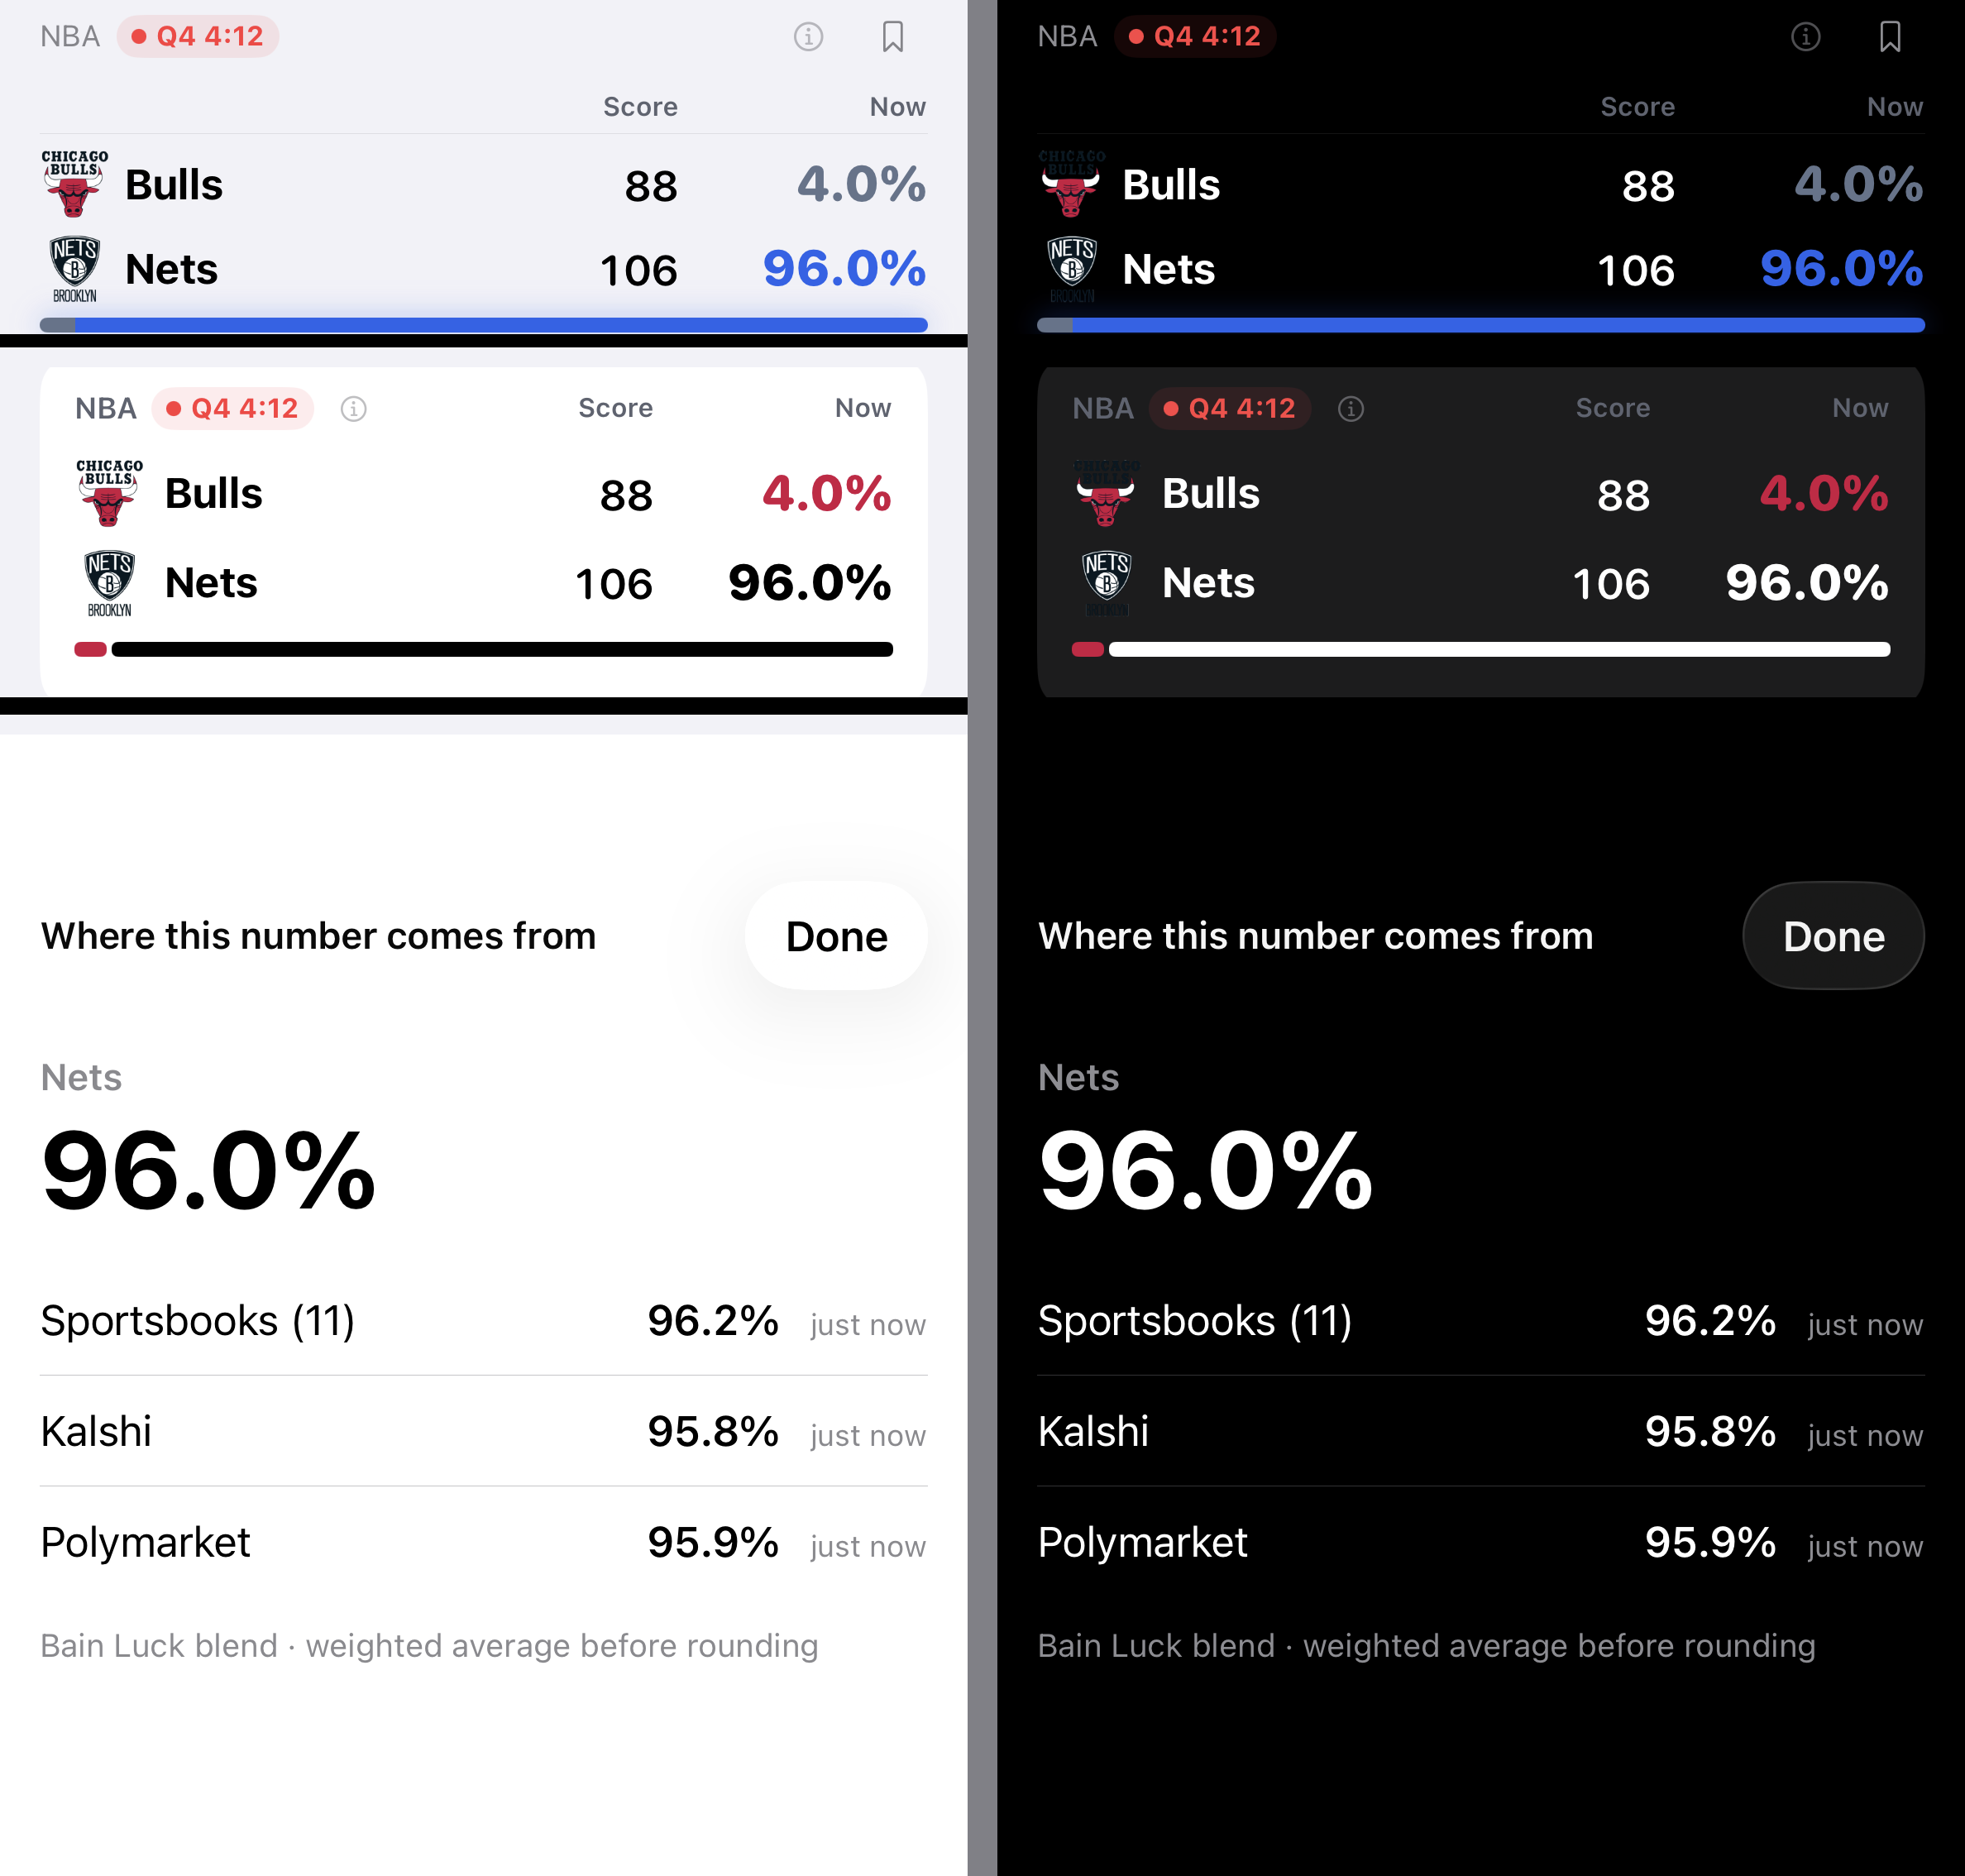 NBA Q4 4:12
Score Now
CHICAGO
BULLS
Bulls 88 4.0%
NETS
B
BROOKLYN
Nets 106 96.0%
NBA Q4 4:12 Score Now
CHICAGO
BULLS
Bulls 88 4.0%
NETS
B
BROOKLYN
Nets 106 96.0%
Where this number comes from Done
Nets
96.0%
Sportsbooks (11) 96.2% just now
Kalshi 95.8% just now
Polymarket 95.9% just now
Bain Luck blend · weighted average before rounding
NBA Q4 4:12
Score Now
CHICAGO
BULLS
Bulls 88 4.0%
NETS
B
BROOKLYN
Nets 106 96.0%
NBA Q4 4:12 Score Now
CHICAGO
BULLS
Bulls 88 4.0%
NETS
B
BROOKLYN
Nets 106 96.0%
Where this number comes from Done
Nets
96.0%
Sportsbooks (11) 96.2% just now
Kalshi 95.8% just now
Polymarket 95.9% just now
Bain Luck blend · weighted average before rounding